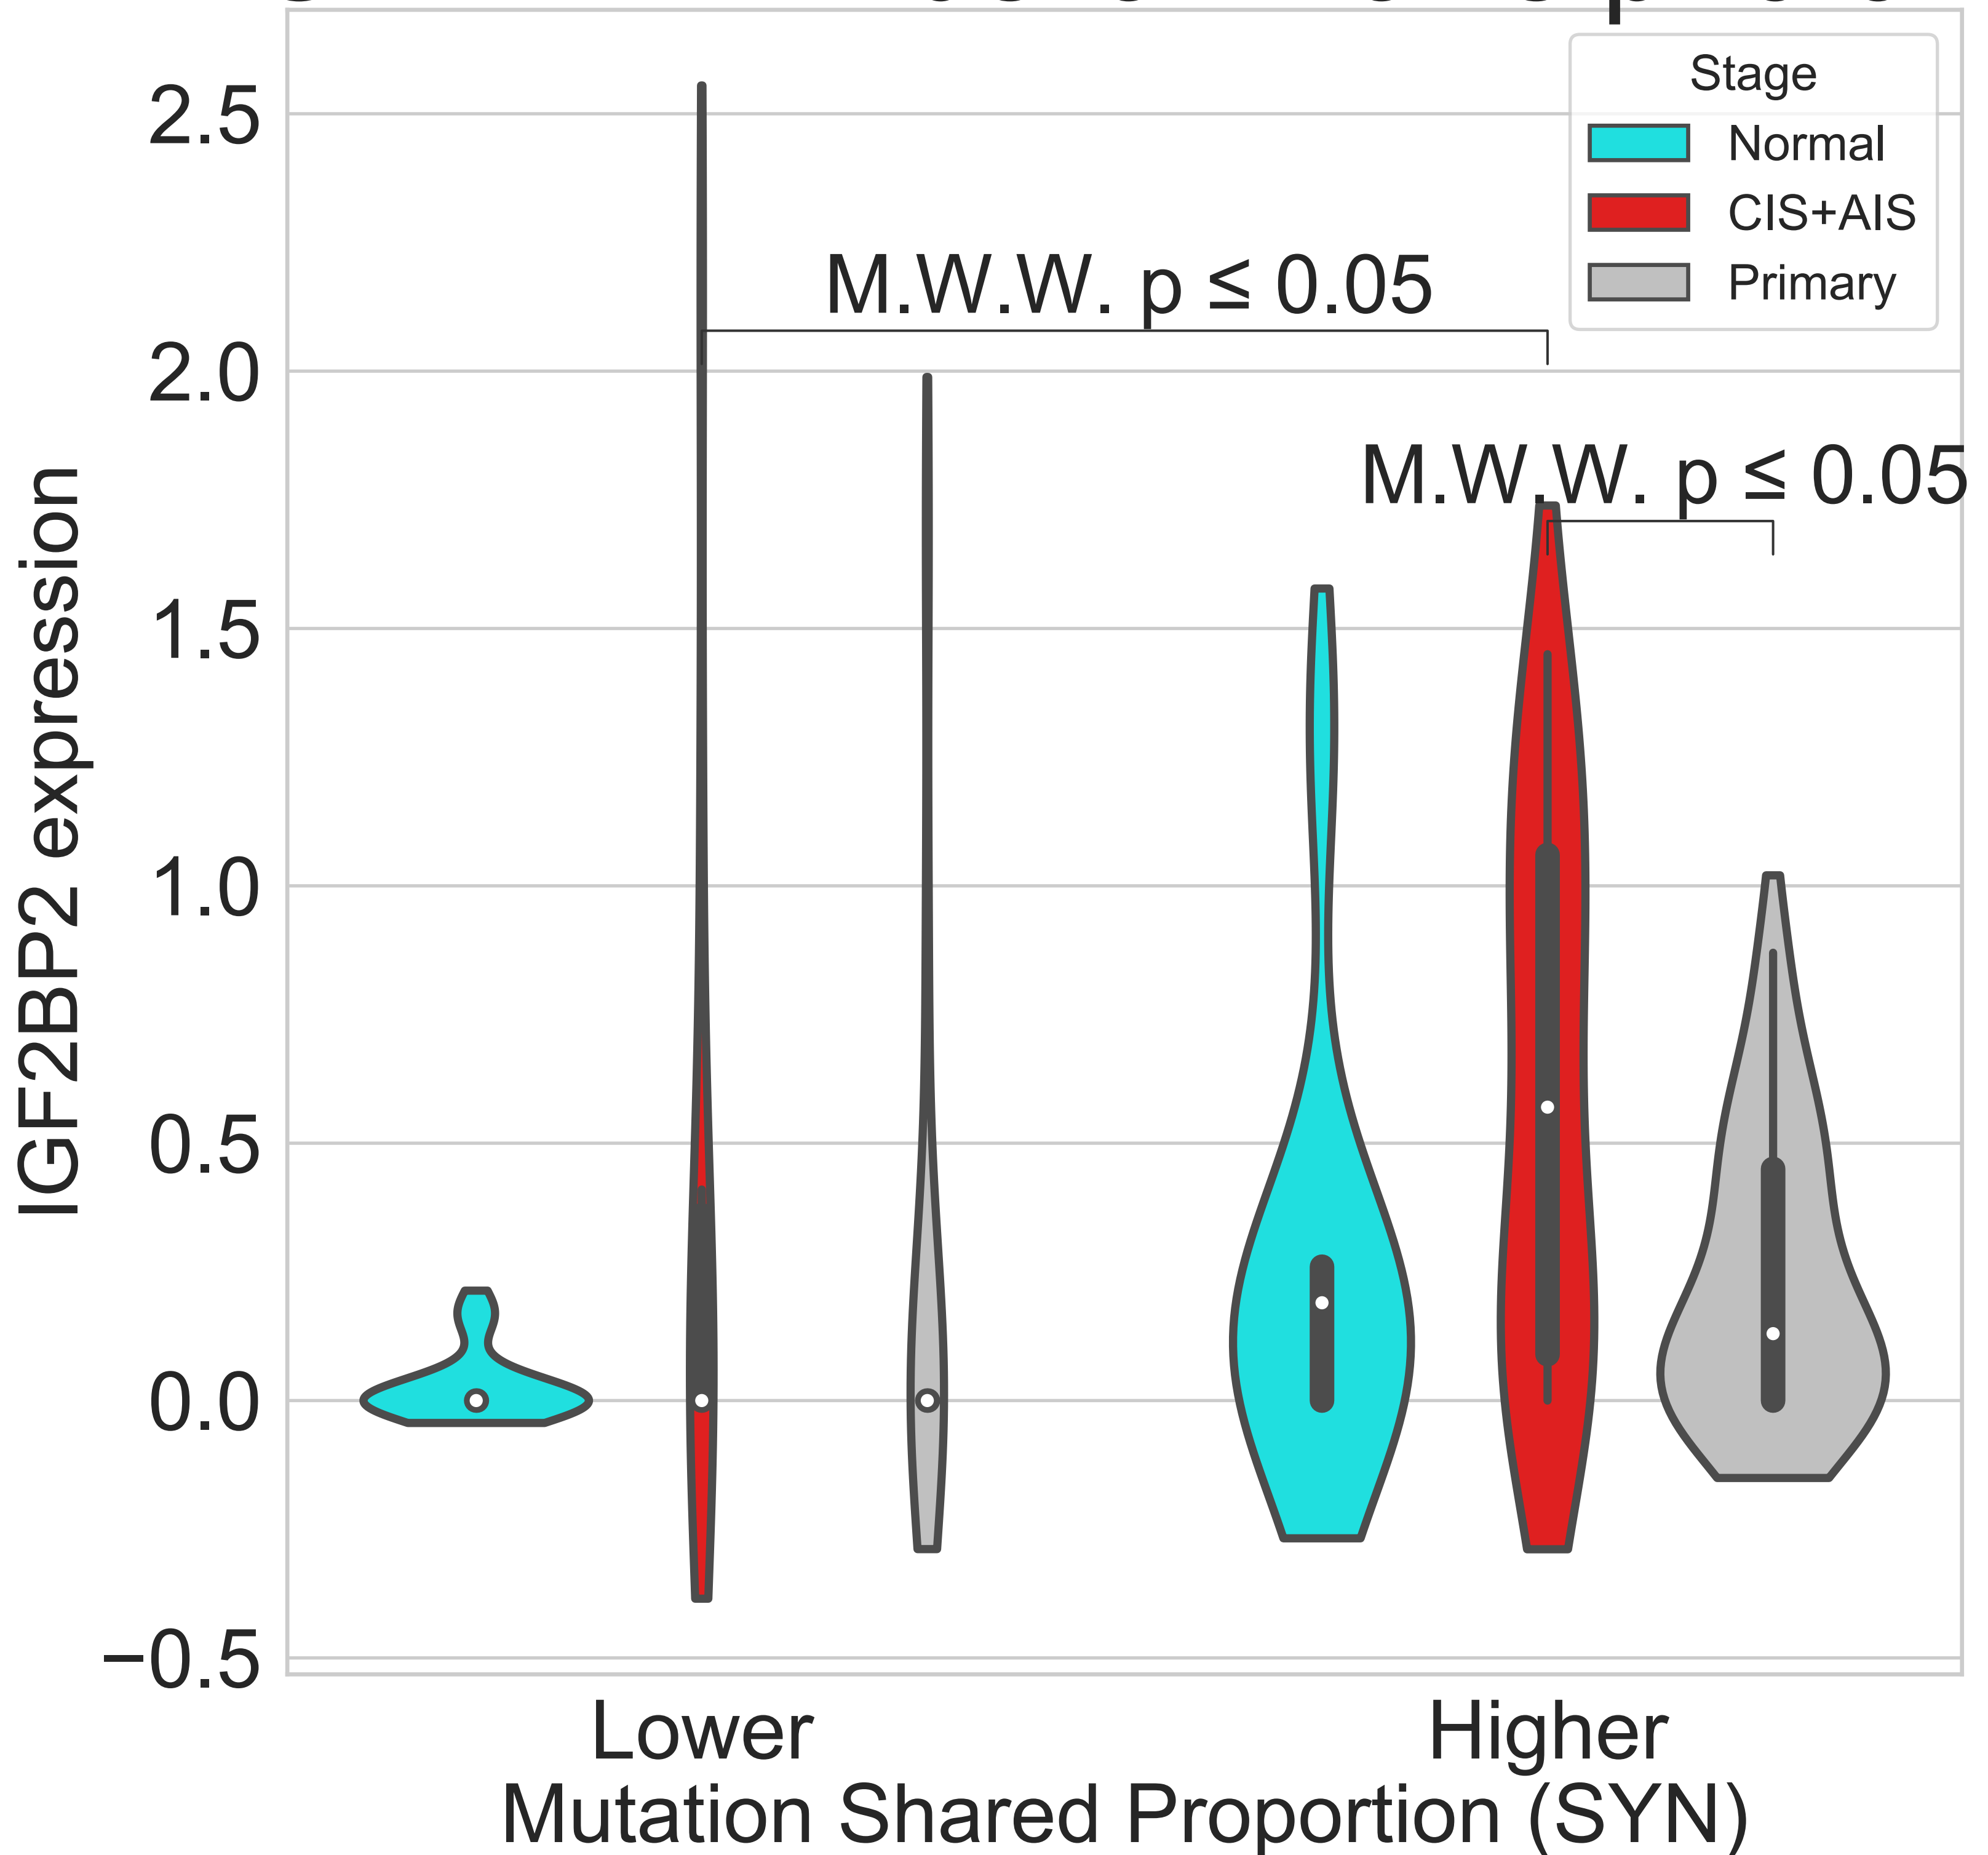 Stage
Normal
CIS+AIS
Primary
M.W.W. p ≤ 0.05
M.W.W. p ≤ 0.05
IGF2BP2 expression
2.5
2.0
1.5
1.0
0.5
0.0
−0.5
Lower
Higher
Mutation Shared Proportion (SYN)